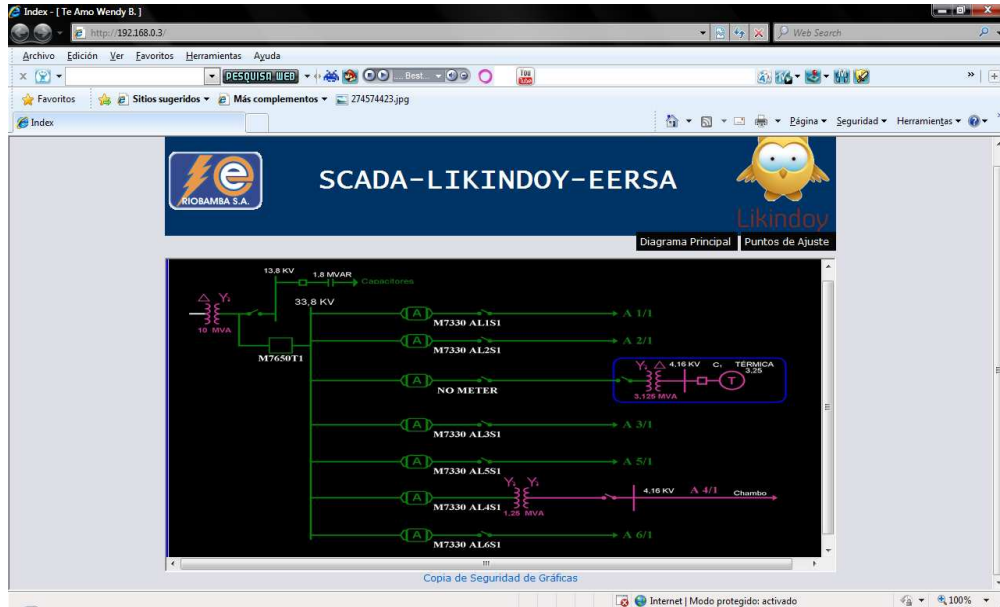 Index - [ Te Amo Wendy B. ]
http://192.168.0.3/
Web Search
Archivo Edición Ver Favoritos Herramientas Ayuda
PESQUISA WEB Best.. You Tube
Favoritos Sitios sugeridos Más complementos 274574423.jpg
Index Página Seguridad Herramientas
e
RIOBAMBA S.A.
SCADA-LIKINDOY-EERSA
Likindoy
Diagrama Principal Puntos de Ajuste
13,8 KV
1.8 MVAR
Capacitores
33,8 KV
10 MVA
M7650T1
A M7330 AL1S1 A 1/1
A M7330 AL2S1 A 2/1
A NO METER
4.16 KV C. TÉRMICA
3,25
T
3.125 MVA
A M7330 AL3S1 A 3/1
A M7330 AL5S1 A 5/1
A M7330 AL4S1
1.25 MVA
4.16 KV A 4/1 Chambo
A M7330 AL6S1 A 6/1
Copia de Seguridad de Gráficas
Internet | Modo protegido: activado 100%